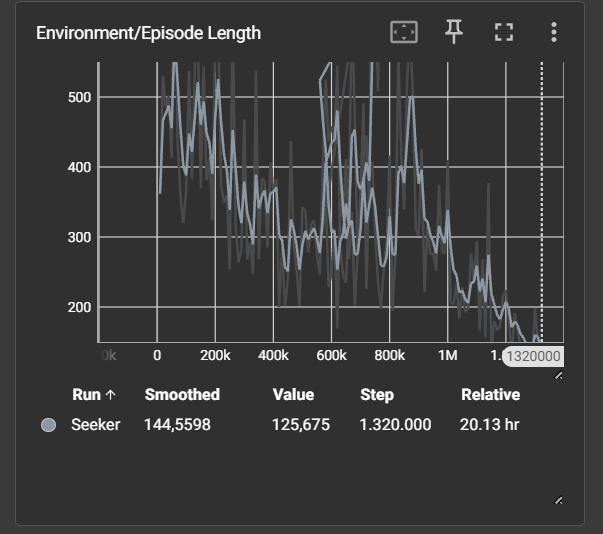 Environment/Episode Length
500
400
300
200
0k 0 200k 400k 600k 800k 1M 1. 1320000
Run ↑ Smoothed Value Step Relative
Seeker 144,5598 125,675 1.320.000 20.13 hr